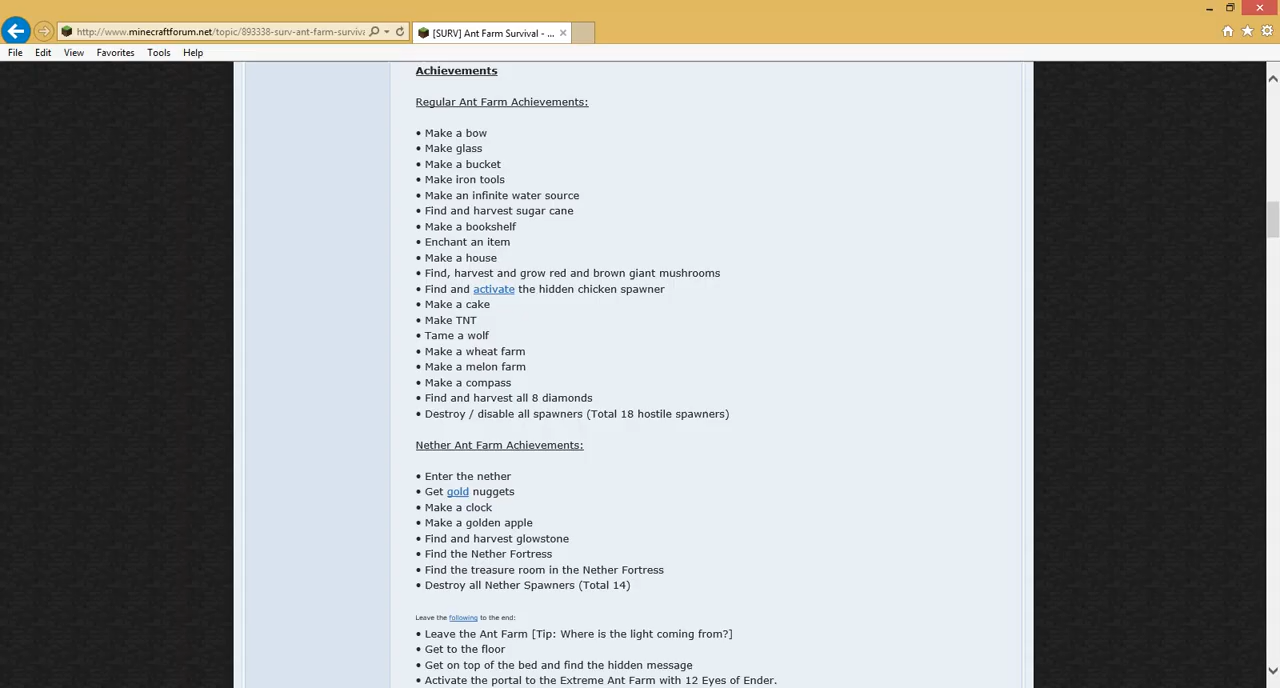 http://www.minecraftforum.net/topic/893338-surv-ant-farm-surviva
[SURV] Ant Farm Survival - ...
File Edit View Favorites Tools Help
Achievements
Regular Ant Farm Achievements:
• Make a bow
• Make glass
• Make a bucket
• Make iron tools
• Make an infinite water source
• Find and harvest sugar cane
• Make a bookshelf
• Enchant an item
• Make a house
• Find, harvest and grow red and brown giant mushrooms
• Find and activate the hidden chicken spawner
• Make a cake
• Make TNT
• Tame a wolf
• Make a wheat farm
• Make a melon farm
• Make a compass
• Find and harvest all 8 diamonds
• Destroy / disable all spawners (Total 18 hostile spawners)
Nether Ant Farm Achievements:
• Enter the nether
• Get gold nuggets
• Make a clock
• Make a golden apple
• Find and harvest glowstone
• Find the Nether Fortress
• Find the treasure room in the Nether Fortress
• Destroy all Nether Spawners (Total 14)
Leave the following to the end:
• Leave the Ant Farm [Tip: Where is the light coming from?]
• Get to the floor
• Get on top of the bed and find the hidden message
• Activate the portal to the Extreme Ant Farm with 12 Eyes of Ender.